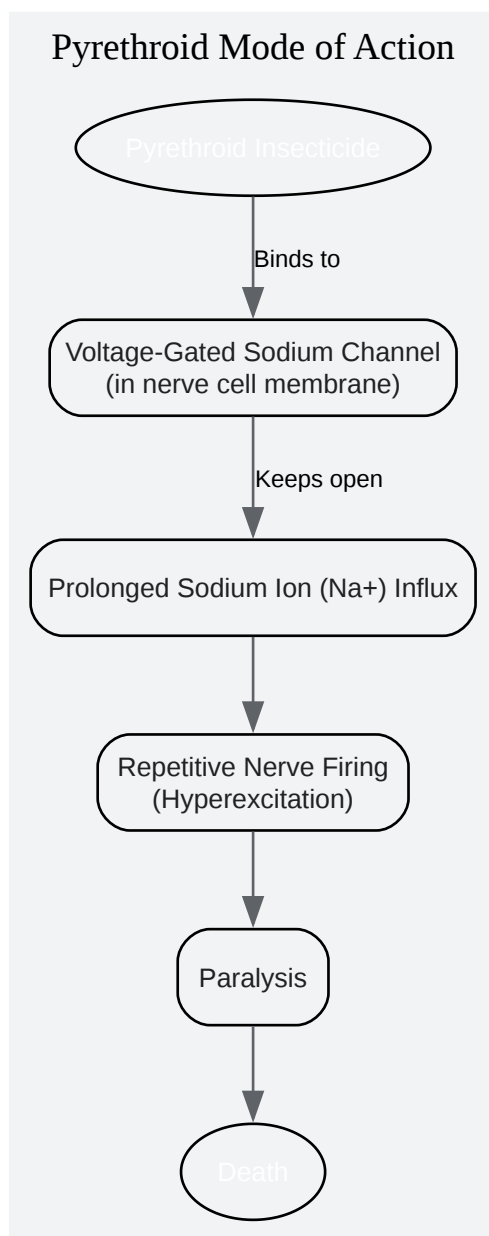 Pyrethroid Mode of Action
Pyrethroid Insecticide
Binds to
Voltage-Gated Sodium Channel
(in nerve cell membrane)
Keeps open
Prolonged Sodium Ion (Na+) Influx
Repetitive Nerve Firing
(Hyperexcitation)
Paralysis
Death